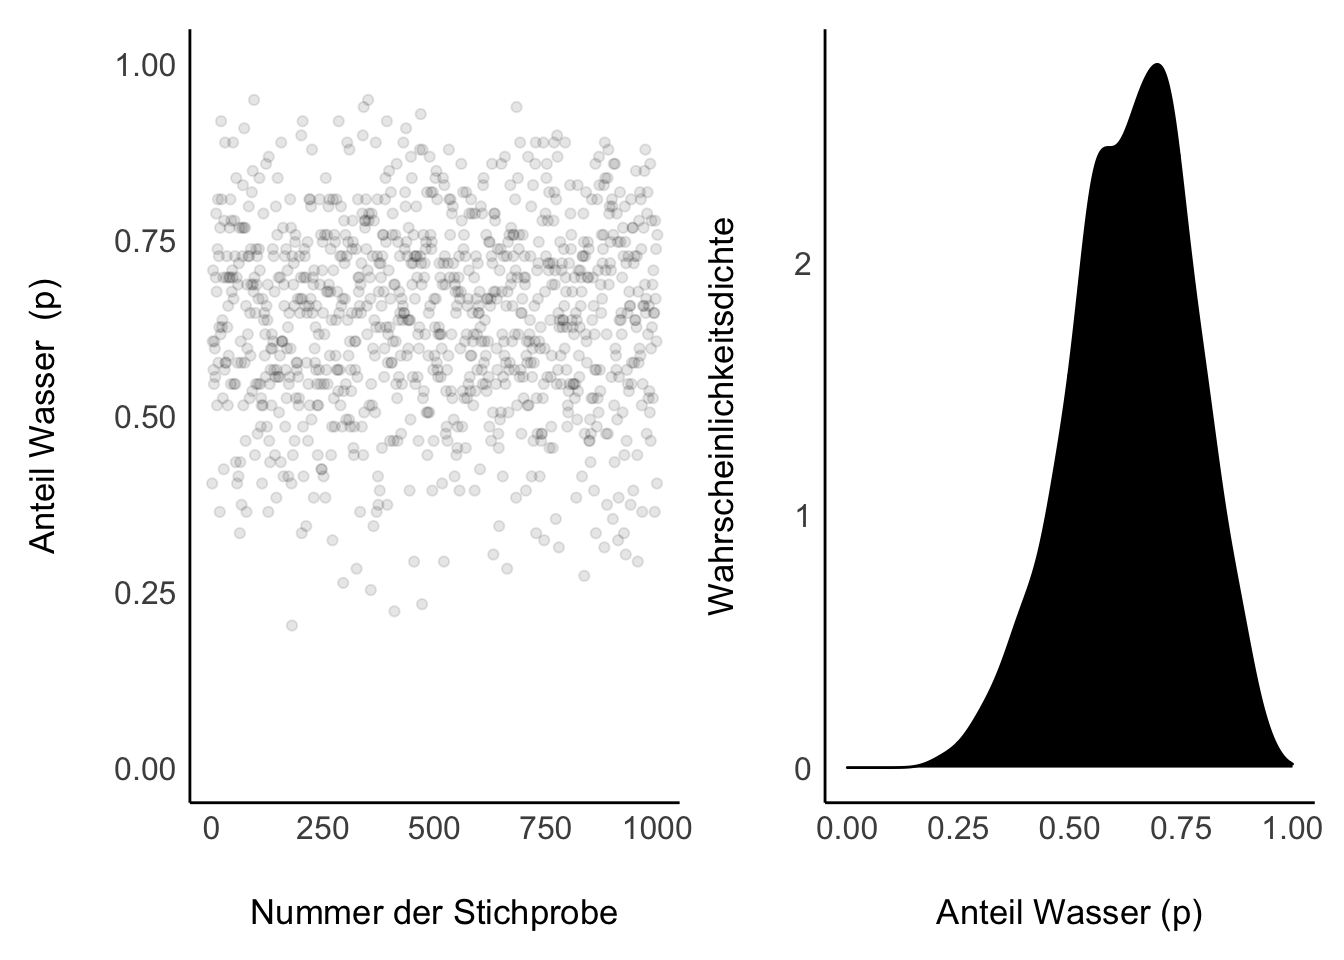 1.00
0.75
0.50
0.25
0.00
Anteil Wasser  (p)
0 250 500 750 1000
Nummer der Stichprobe
2
1
0
Wahrscheinlichkeitsdichte
0.00 0.25 0.50 0.75 1.00
Anteil Wasser (p)